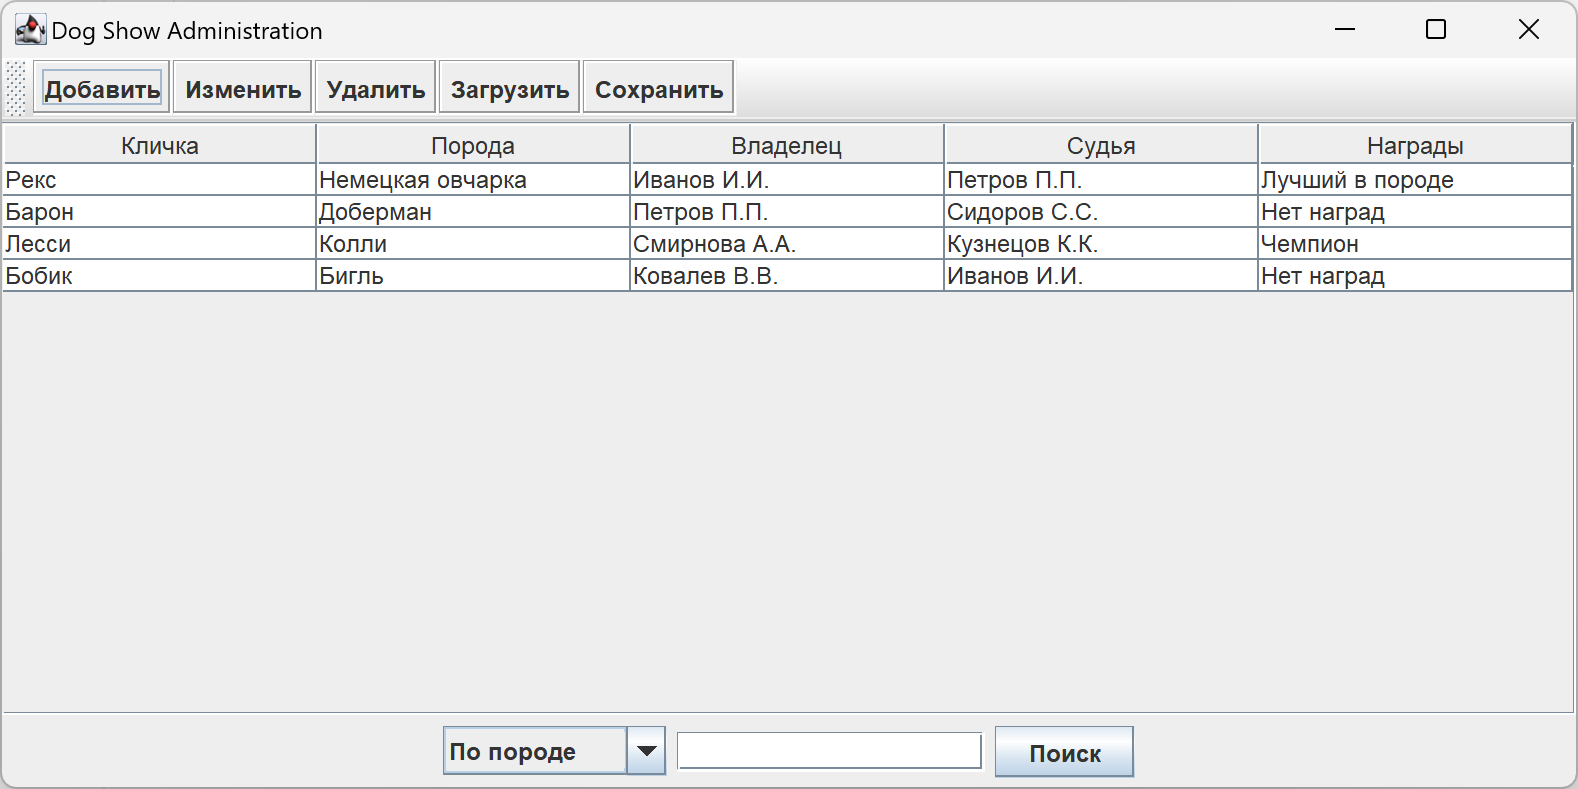 Dog Show Administration
Добавить Изменить Удалить Загрузить Сохранить
Кличка Порода Владелец Судья Награды
Рекс Немецкая овчарка Иванов И.И. Петров П.П. Лучший в породе
Барон Доберман Петров П.П. Сидоров С.С. Нет наград
Лесси Колли Смирнова А.А. Кузнецов К.К. Чемпион
Бобик Бигль Ковалев В.В. Иванов И.И. Нет наград
По породе Поиск